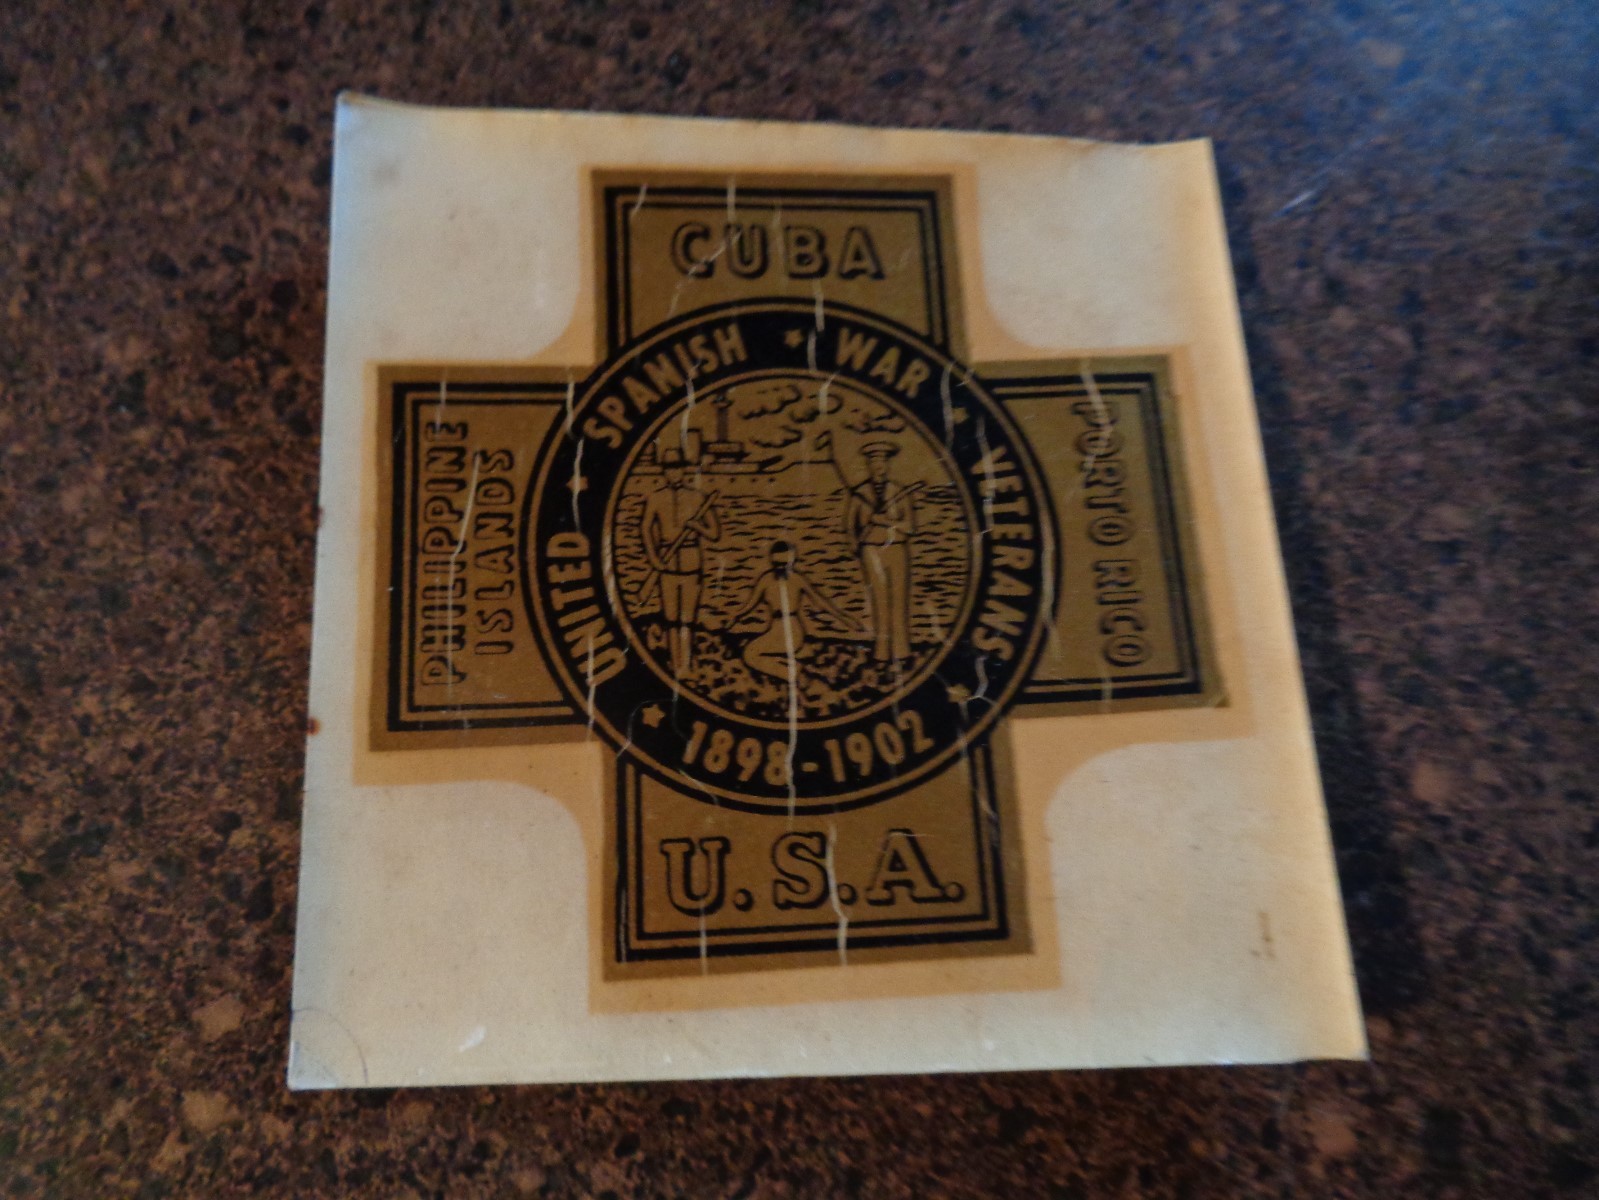 CUBA
PHILIPPINE
ISLANDS
UNITED SPANISH WAR VETERANS
1898-1902
PORTO RICO
U.S.A.